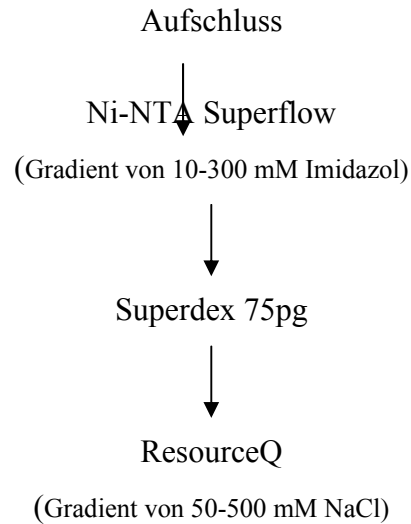 Aufschluss
Ni-NTA Superflow
(Gradient von 10-300 mM Imidazol)
Superdex 75pg
ResourceQ
(Gradient von 50-500 mM NaCl)